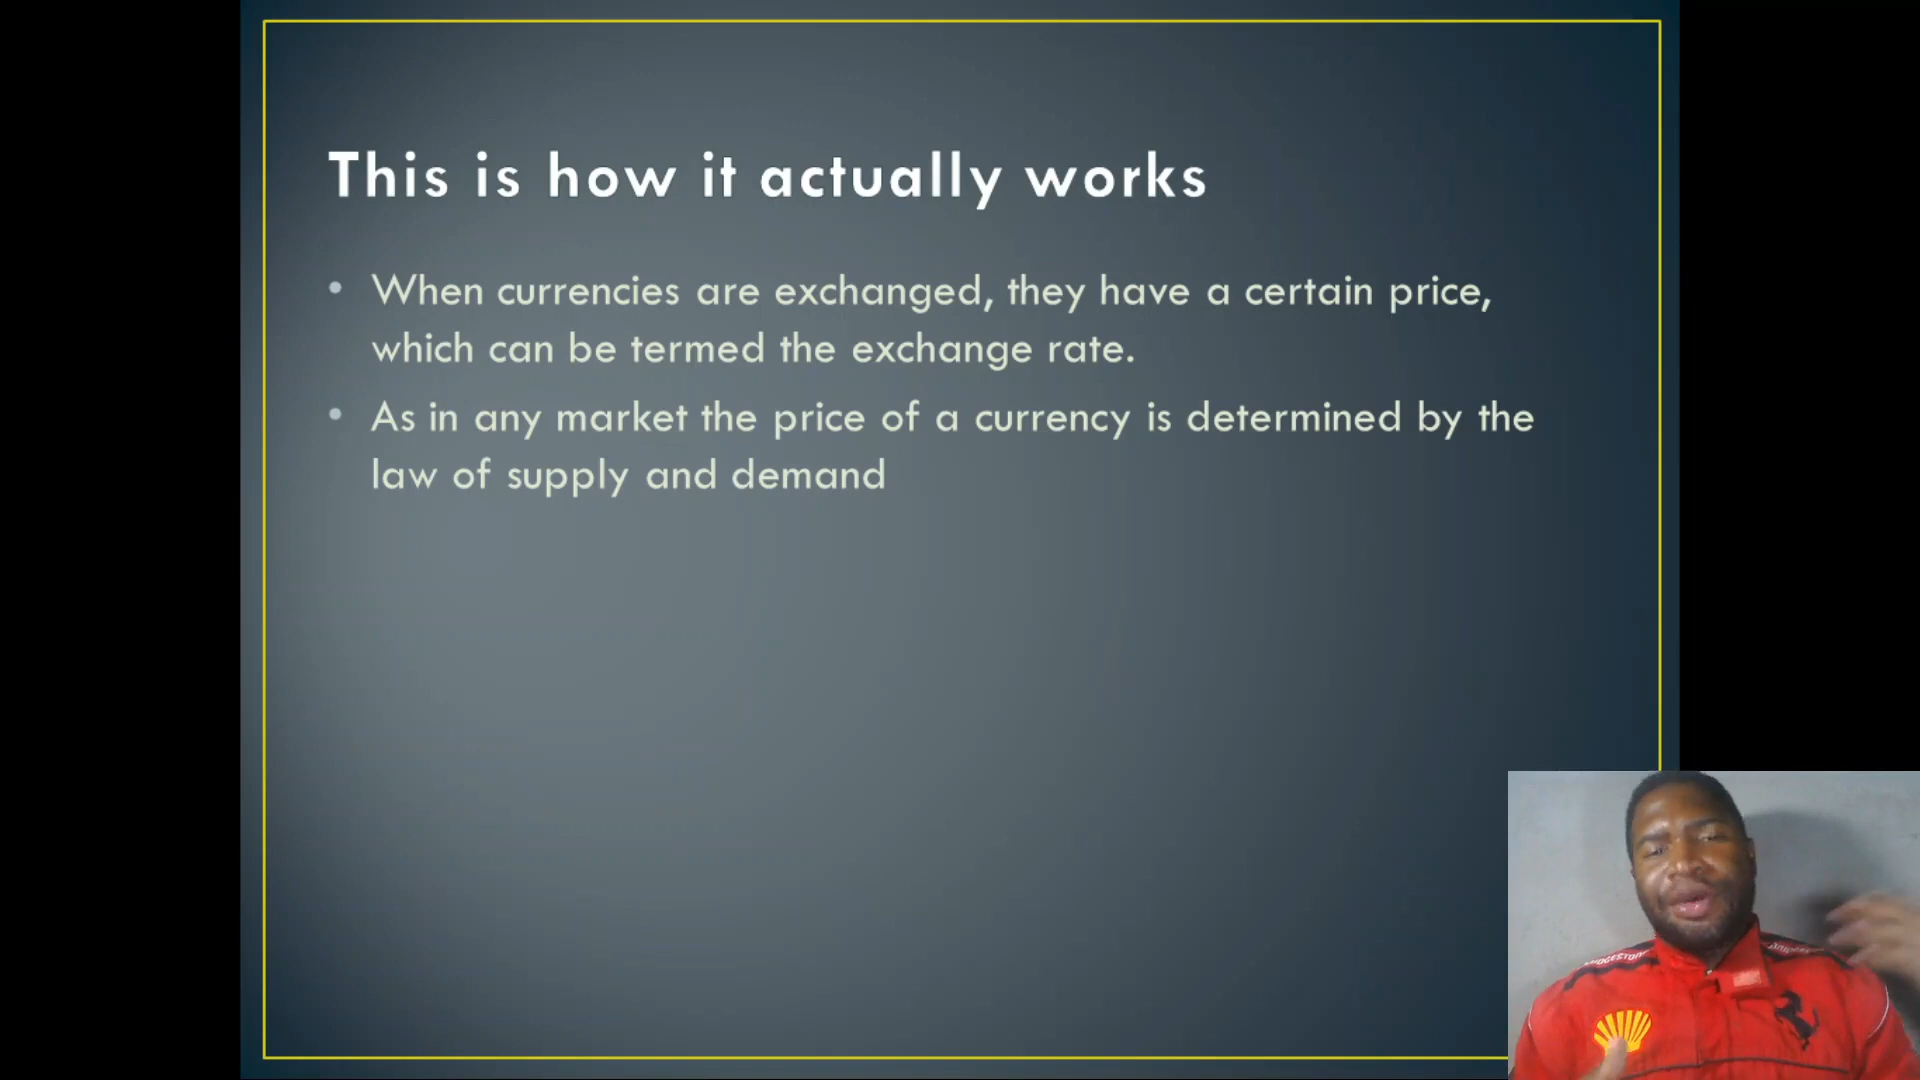 This is how it actually works
• When currencies are exchanged, they have a certain price,
which can be termed the exchange rate.
• As in any market the price of a currency is determined by the
law of supply and demand